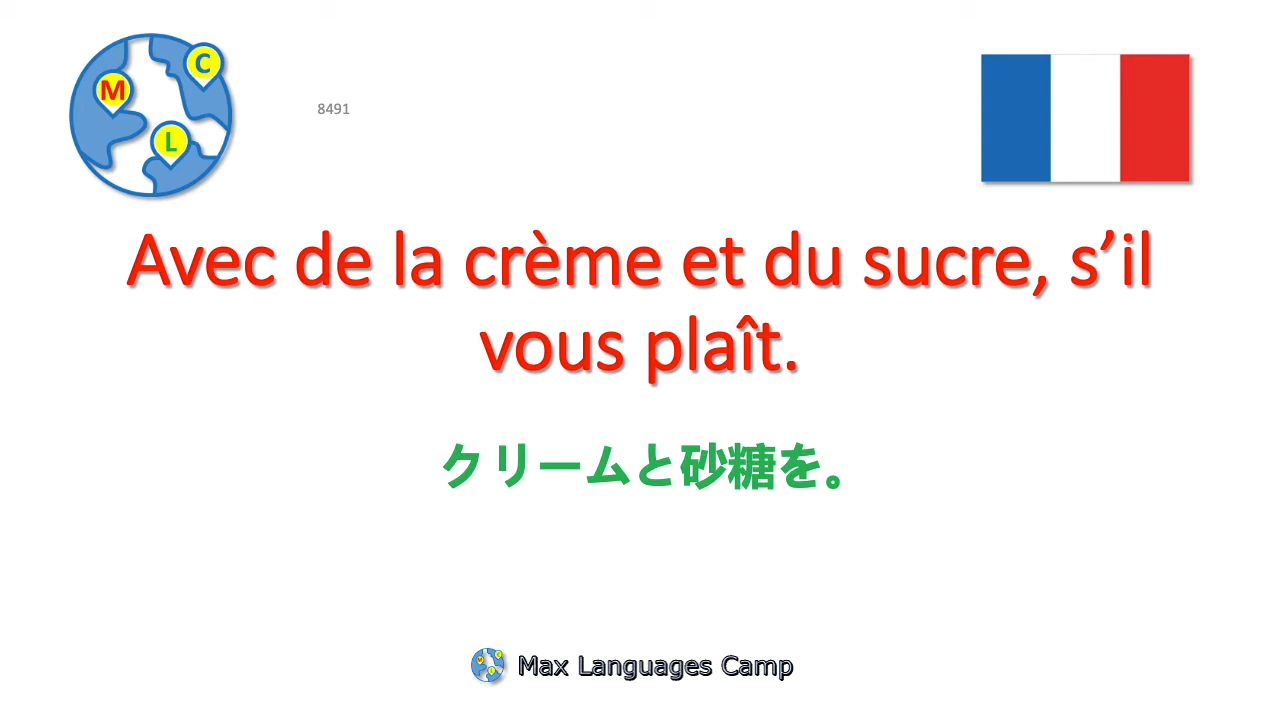 M
C
L
8491
Avec de la crème et du sucre, s’il
vous plaît.
クリームと砂糖を。
Max Languages Camp